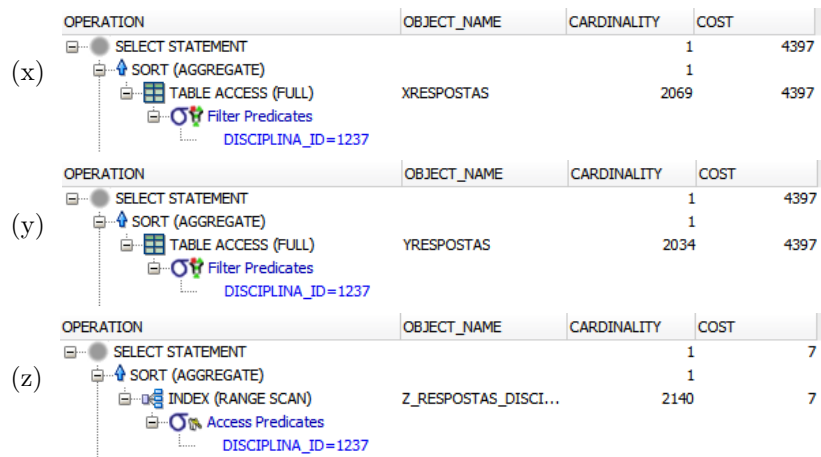 OPERATION OBJECT_NAME CARDINALITY COST
SELECT STATEMENT 1 4397
(x) SORT (AGGREGATE) 1
TABLE ACCESS (FULL) XRESPOSTAS 2069 4397
Filter Predicates
DISCIPLINA_ID=1237
OPERATION OBJECT_NAME CARDINALITY COST
SELECT STATEMENT 1 4397
(y) SORT (AGGREGATE) 1
TABLE ACCESS (FULL) YRESPOSTAS 2034 4397
Filter Predicates
DISCIPLINA_ID=1237
OPERATION OBJECT_NAME CARDINALITY COST
SELECT STATEMENT 1 7
(z) SORT (AGGREGATE) 1
INDEX (RANGE SCAN) Z_RESPOSTAS_DISCI... 2140 7
Access Predicates
DISCIPLINA_ID=1237